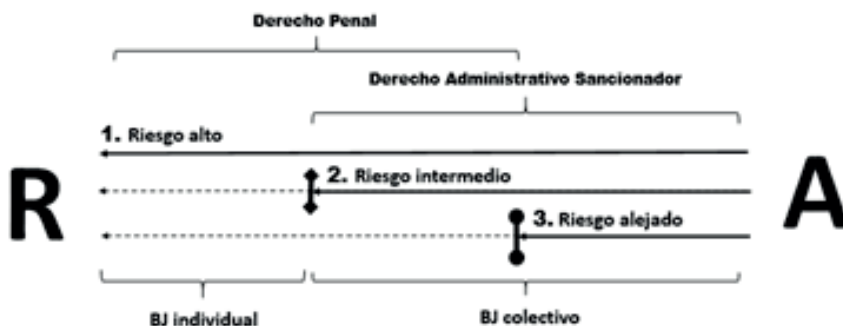 Derecho Penal
Derecho Administrativo Sancionador
1. Riesgo alto
R
2. Riesgo intermedio
A
3. Riesgo alejado
BJ individual
BJ colectivo